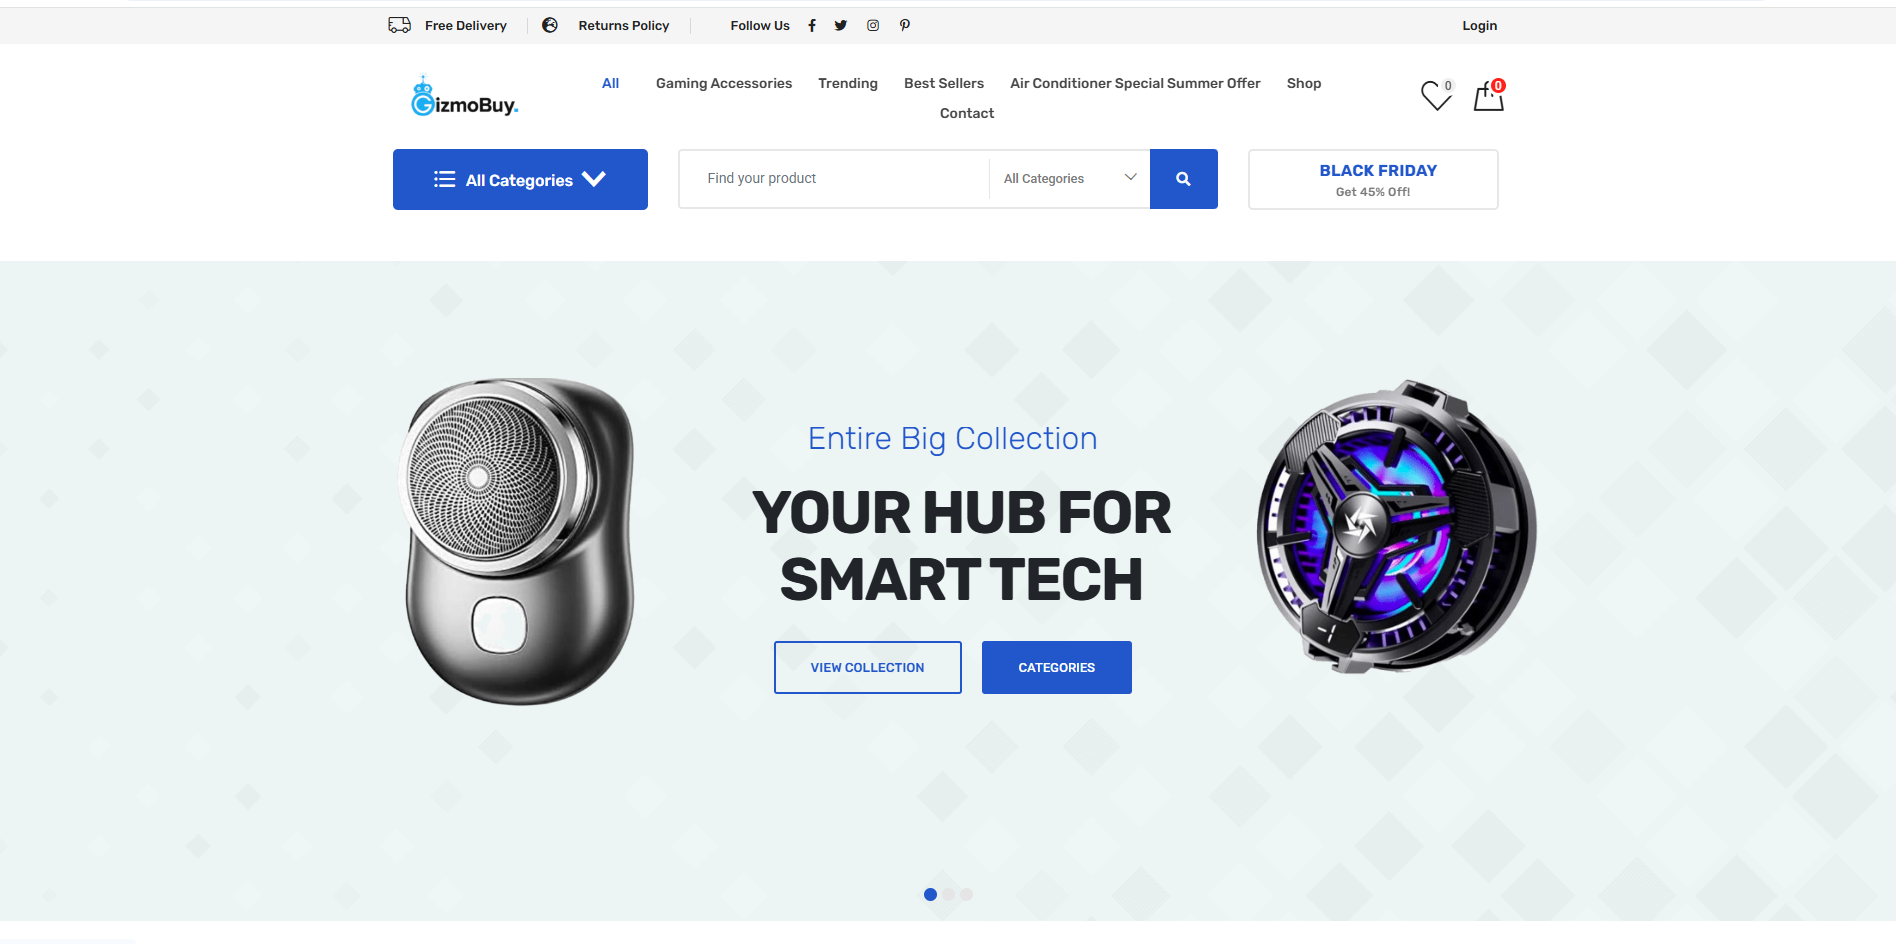 Free Delivery
Returns Policy
Follow Us
Login
GizmoBuy.
All
Gaming Accessories
Trending
Best Sellers
Air Conditioner Special Summer Offer
Shop
Contact
0
0
All Categories
Find your product
All Categories
BLACK FRIDAY
Get 45% Off!
Entire Big Collection
YOUR HUB FOR
SMART TECH
VIEW COLLECTION
CATEGORIES